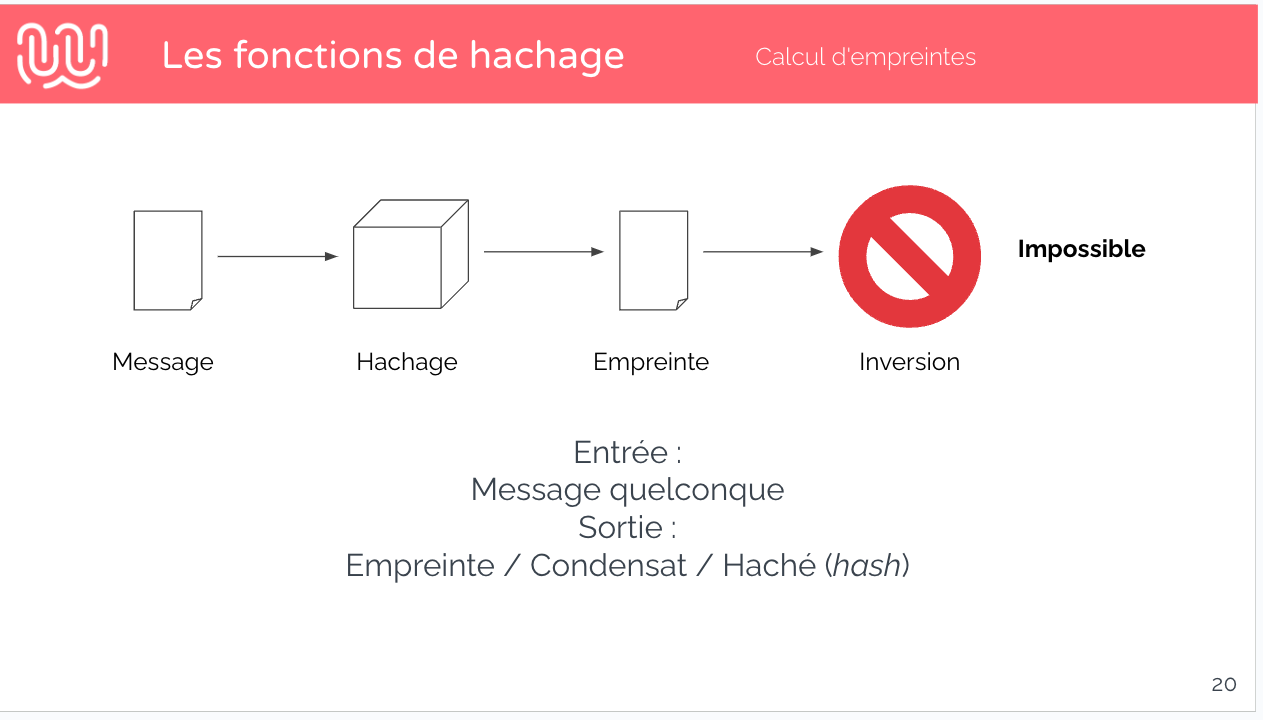 Les fonctions de hachage
Calcul d'empreintes
Impossible
Message
Hachage
Empreinte
Inversion
Entrée :
Message quelconque
Sortie :
Empreinte / Condensat / Haché (hash)
20